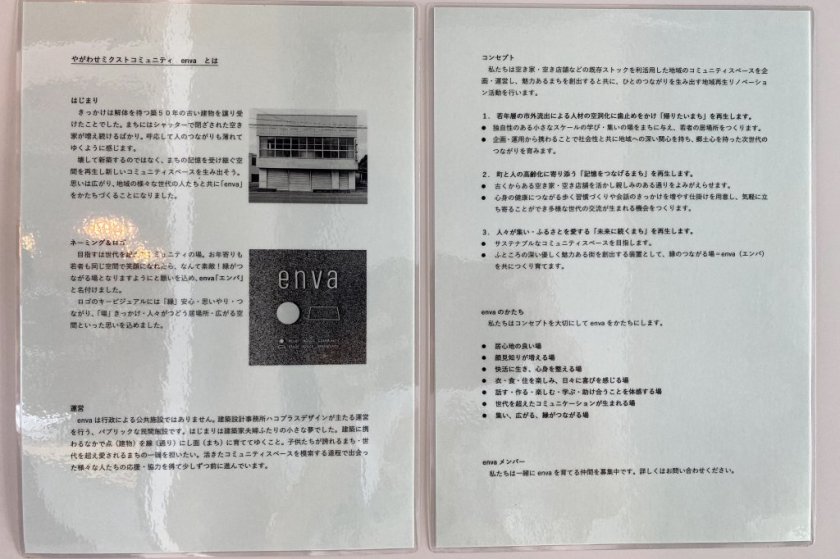 やがわせミクストコミュニティ　enva　とは
はじまり
きっかけは解体を待つ築５０年の古い建物を譲り受
けたことでした。まちにはシャッターで閉ざされた空き
家が増え続けるばかり。呼応して人のつながりも薄れて
ゆくように感じます。
壊して新築するのではなく、まちの記憶を受け継ぐ空
間を再生し新しいコミュニティスペースを生み出そう。
思いは広がり、地域の様々な世代の人たちと共に「enva」
をかたちづくることになりました。
ネーミング＆ロゴ
目指すは世代を
ミュニティの場。お年寄りも
若者も同じ空間で笑顔になれたら、なんて素敵！縁がつ
ながる場となりますようにと願いを込め、enva「エンバ」
と名付けました。
ロゴのキービジュアルには「縁」安心・思いやり・つ
ながり、「場」きっかけ・人々がつどう居場所・広がる空
間といった思いを込めました。
enva
運営
enva は行政による公共施設ではありません。建築設計事務所ハコプラスデザインが主たる運営
を行う、パブリックな民間施設です。はじまりは建築家夫婦ふたりの小さな夢でした。建築に携
わるなかで点（建物）を線（通り）にし面（まち）に育ててゆくこと。子供たちが誇れるまち・世
代を超え愛されるまちの一端を担いたい。活きたコミュニティスペースを模索する道程で出会っ
た様々な人たちの応援・協力を得て少しずつ前に進んでいます。
コンセプト
私たちは空き家・空き店舗などの既存ストックを利活用した地域のコミュニティスペースを企
画・運営し、魅力あるまちを創出すると共に、ひとのつながりを生み出す地域再生リノベーショ
ン活動を行います。
１．若年層の市外流出による人材の空洞化に歯止めをかけ「帰りたいまち」を再生します。
● 独自性のある小さなスケールの学び・集いの場をまちに与え、若者の居場所をつくります。
● 企画・運用から携わることで社会性と共に地域への深い関心を持ち、郷土心を持った次世代の
つながりを育みます。
２．町と人の高齢化に寄り添う「記憶をつなげるまち」を再生します。
● 古くからある空き家・空き店舗を活かし親しみのある通りをよみがえらせます。
● 心身の健康につながる歩く習慣づくりや会話のきっかけを増やす仕掛けを用意し、気軽に立
ち寄ることができ多様な世代の交流が生まれる機会をつくります。
３．人々が集い・ふるさとを愛する「未来に続くまち」を再生します。
● サステナブルなコミュニティスペースを目指します。
● ふところの深い優しく魅力ある街を創出する装置として、縁のつながる場＝enva（エンバ）
を共につくり育てます。
enva のかたち
私たちはコンセプトを大切にして enva をかたちにします。
● 居心地の良い場
● 顔見知りが増える場
● 快活に生き、心身を整える場
● 衣・食・住を楽しみ、日々に喜びを感じる場
● 話す・作る・楽しむ・学ぶ・助け合うことを体感する場
● 世代を超えたコミュニケーションが生まれる場
● 集い、広がる、縁がつながる場
enva メンバー
私たちは一緒に enva を育てる仲間を募集中です。詳しくはお問い合わせください。